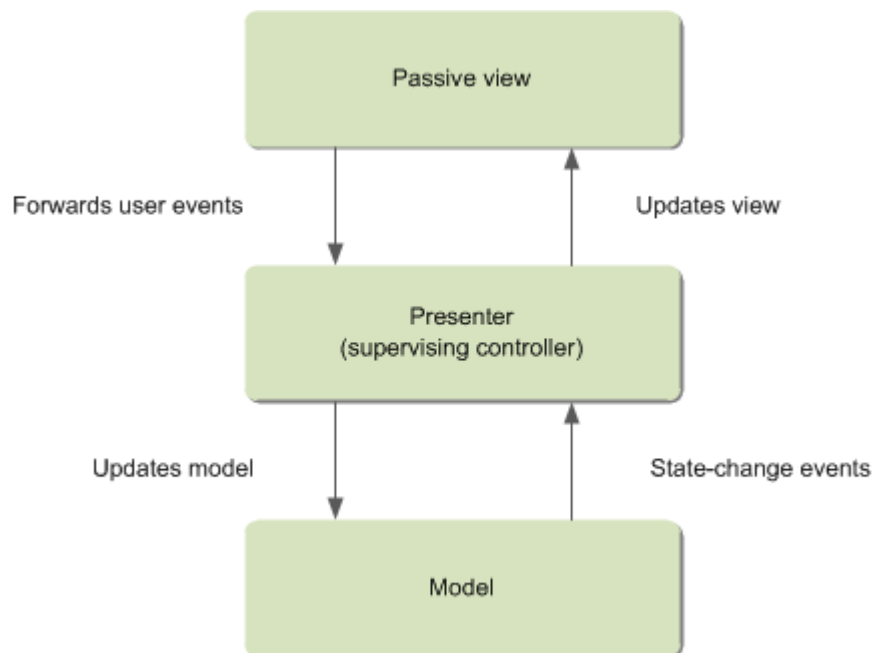 Passive view
Forwards user events
Updates view
Presenter
(supervising controller)
Updates model
State-change events
Model